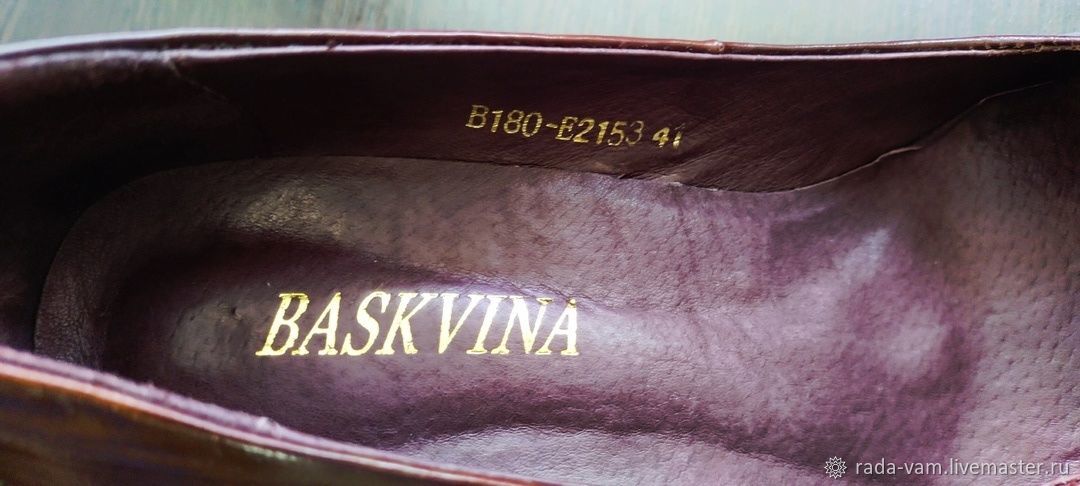 B180-E2153 41
BASKVINA
rada-vam.livemaster.ru